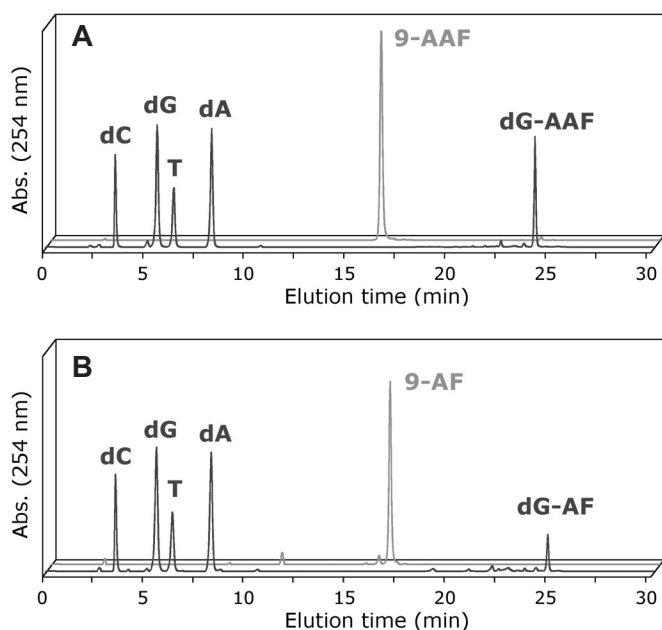 A
9-AAF
dG
dA
dG-AAF
dC
T
Abs. (254 nm)
0 5 10 15 20 25 30
Elution time (min)
B
9-AF
dG
dA
dC
T
dG-AF
Abs. (254 nm)
0 5 10 15 20 25 30
Elution time (min)